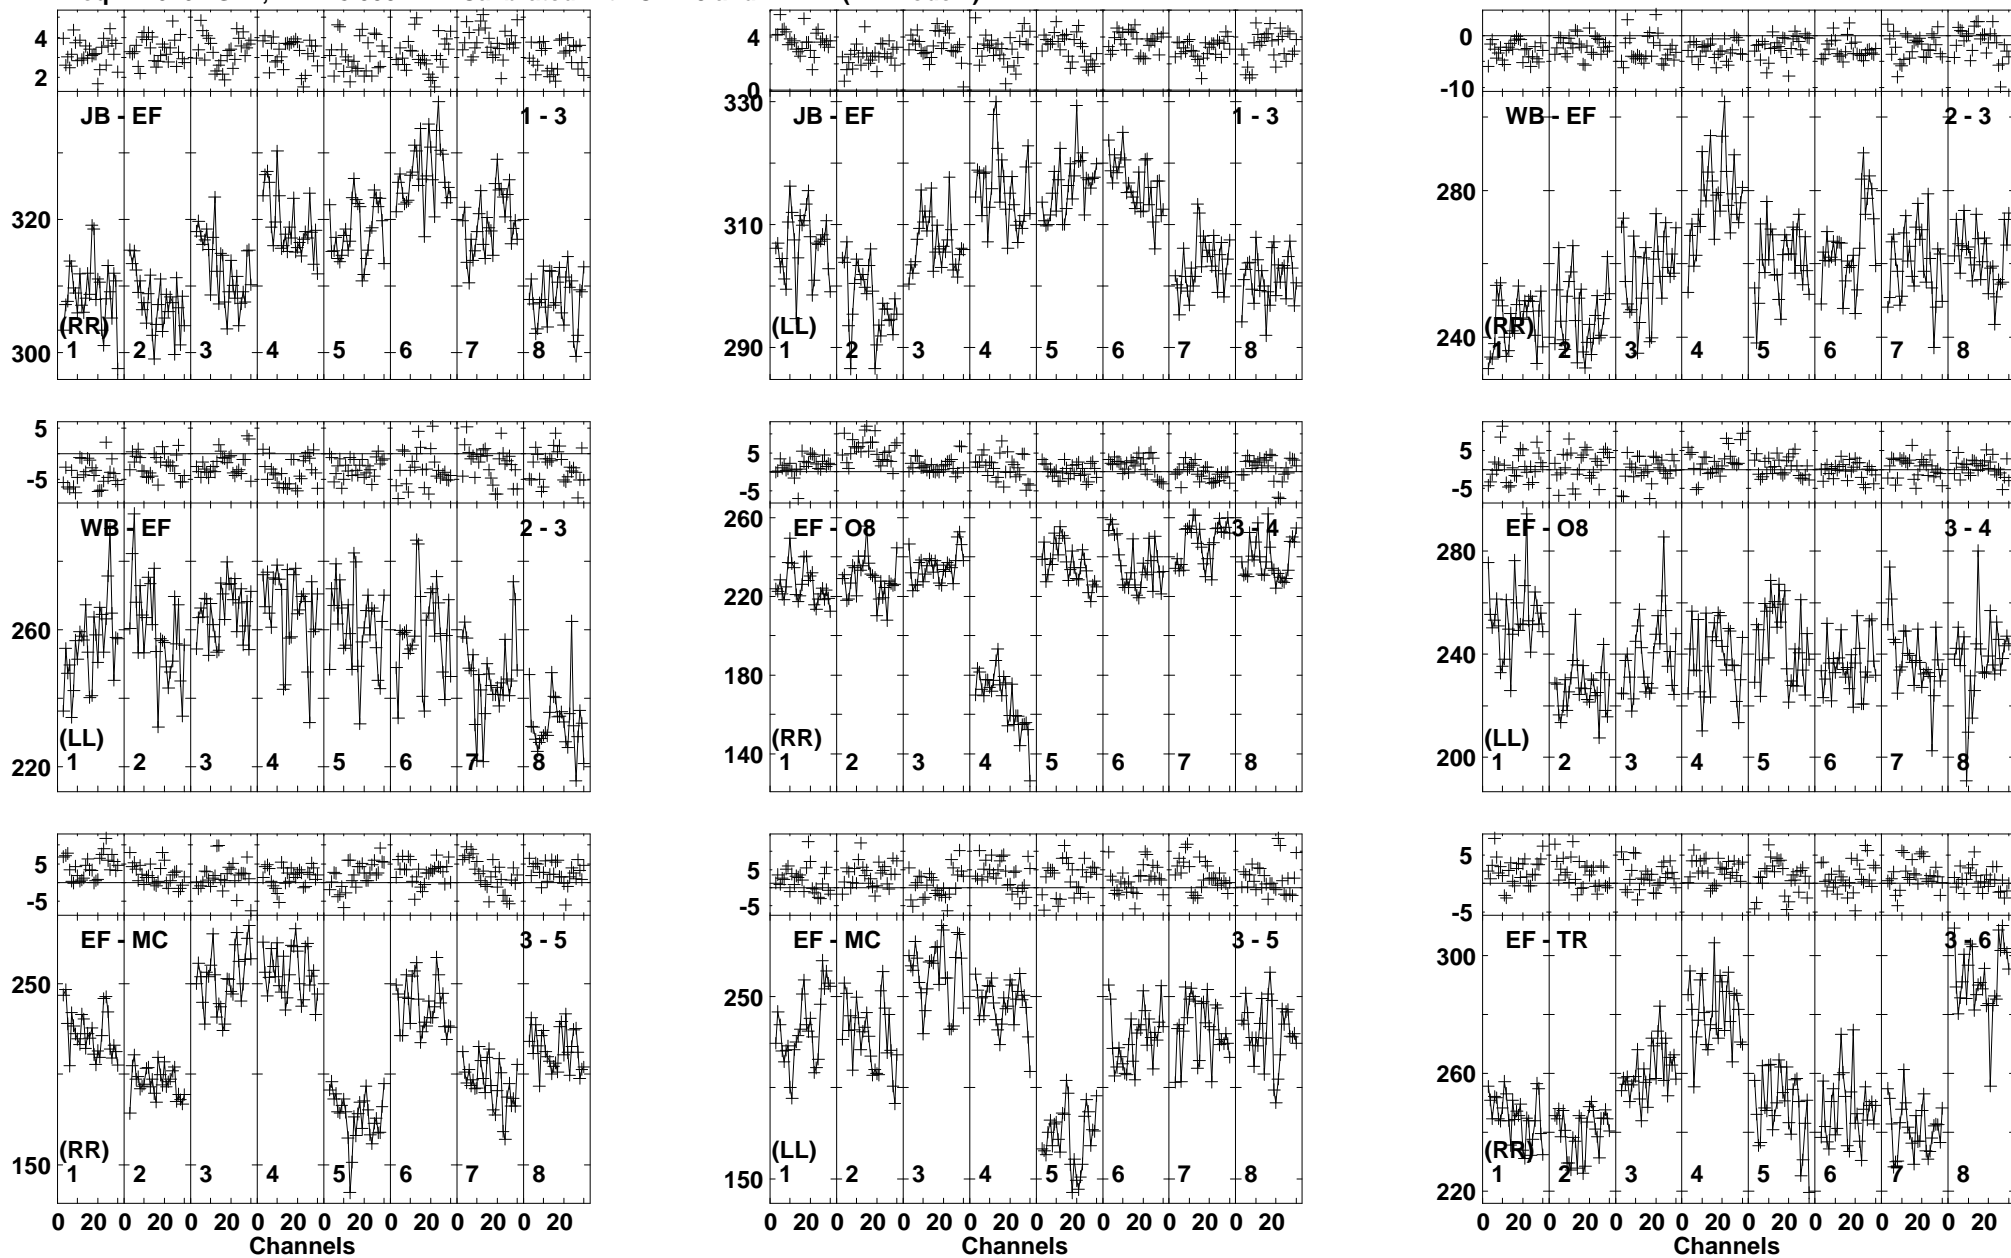 4 4 0
2 0 -10
JB - EF 1 - 3 330 JB - EF 1 - 3 WB - EF 2 - 3
320 310 280
(RR) (LL) (RR)
300 1 2 3 4 5 6 7 8 290 1 2 3 4 5 6 7 8 240 1 2 3 4 5 6 7 8
5 5 5
-5 -5 -5
WB - EF 2 - 3 260 EF - O8 3 - 4 EF - O8 3 - 4
260 220 280
180 240
(LL) (RR) (LL)
220 1 2 3 4 5 6 7 8 140 1 2 3 4 5 6 7 8 200 1 2 3 4 5 6 7 8
5 5 5
-5 -5 -5
EF - MC 3 - 5 EF - MC 3 - 5 EF - TR 3 - 6
250 250 300
260
(RR) (LL) (RR)
150 1 2 3 4 5 6 7 8 150 1 2 3 4 5 6 7 8 220 1 2 3 4 5 6 7 8
0 20 0 20 0 20 0 20 0 20 0 20 0 20 0 20 0 20 0 20 0 20 0 20 0 20 0 20 0 20 0 20 0 20 0 20 0 20 0 20 0 20 0 20 0 20 0 20
Channels Channels